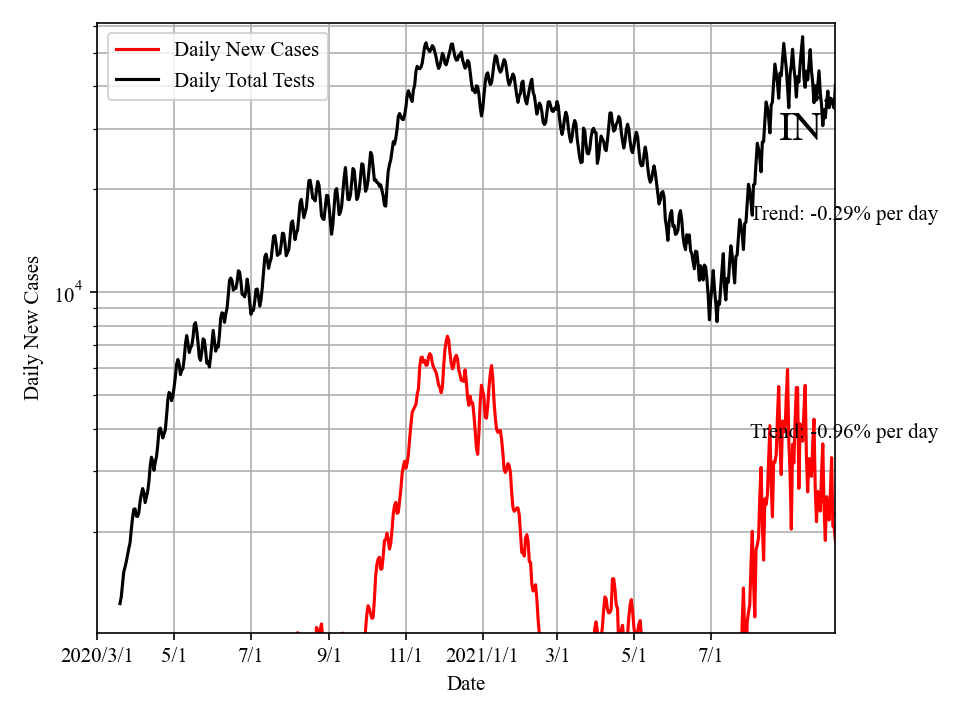 Daily New Cases
Daily Total Tests
IN
Trend: -0.29% per day
Trend: -0.96% per day
Daily New Cases
10^4
2020/3/1 5/1 7/1 9/1 11/1 2021/1/1 3/1 5/1 7/1
Date